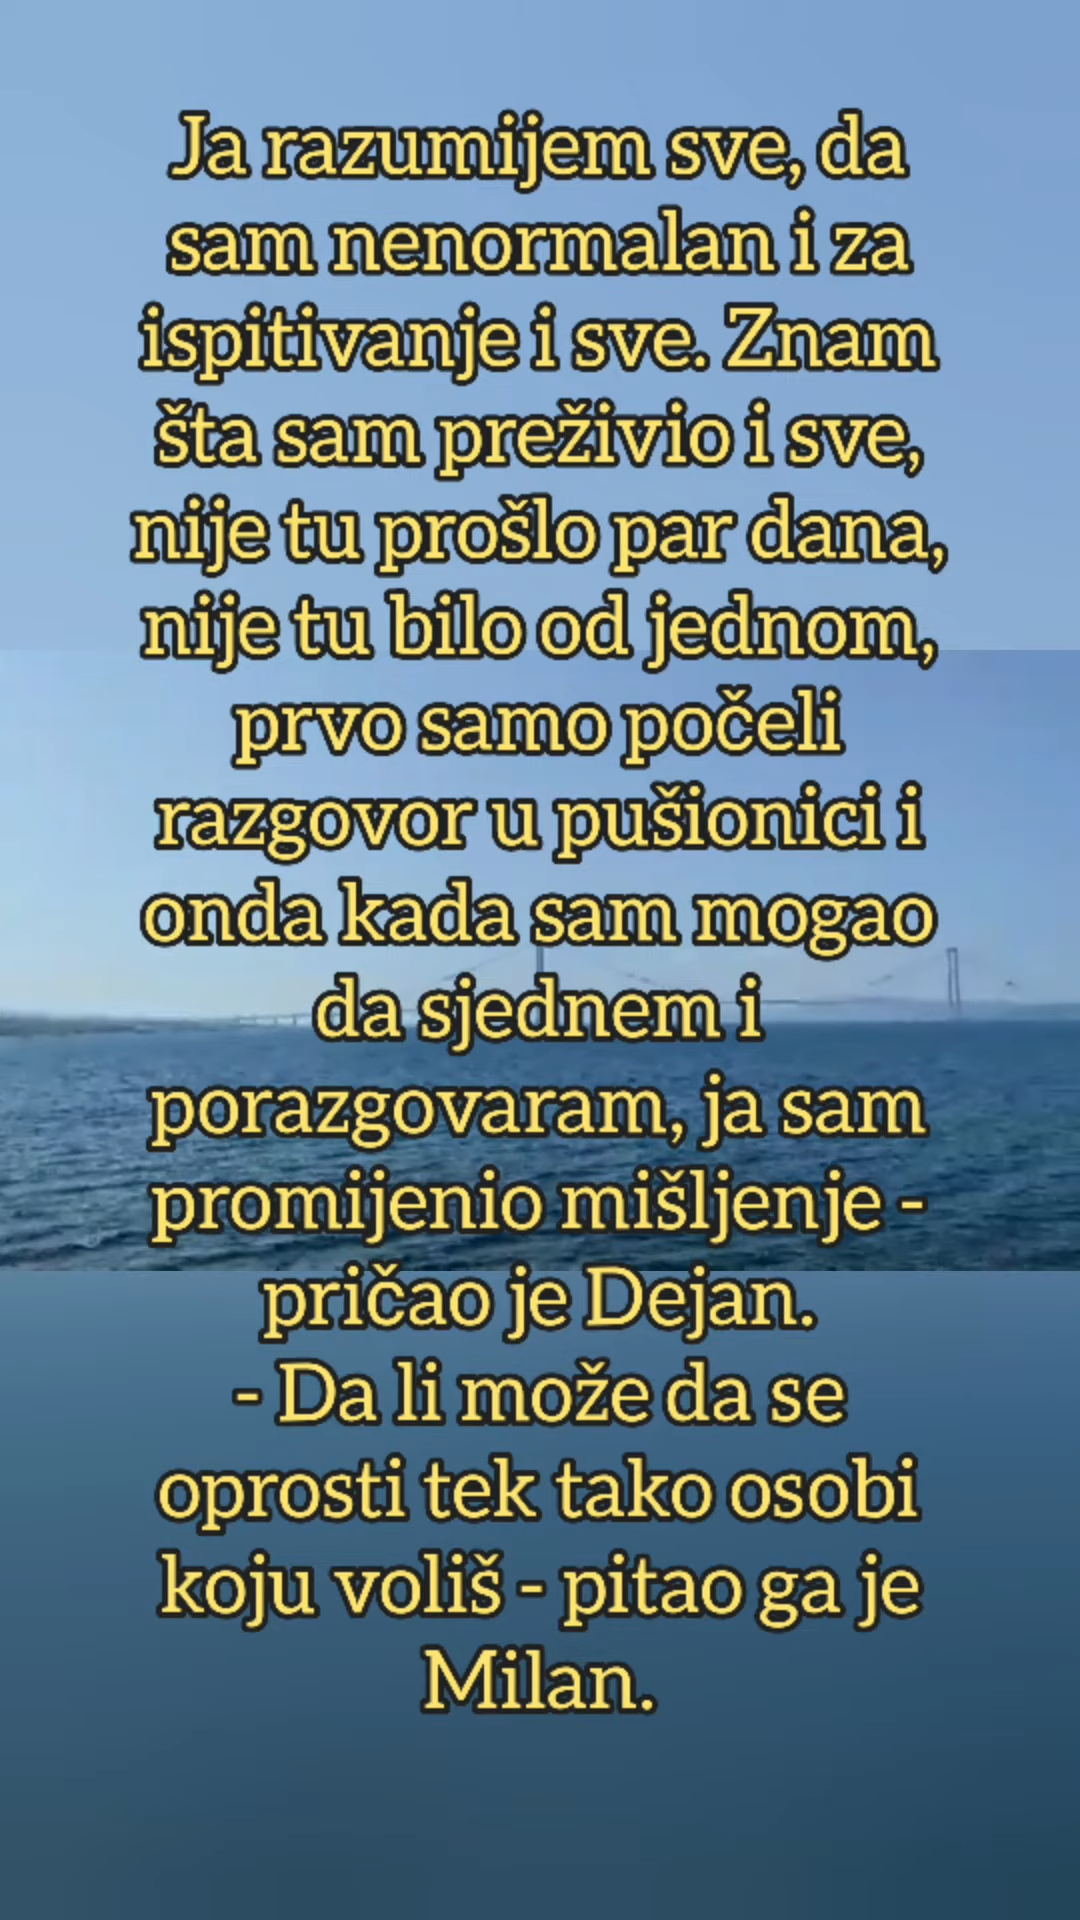 Ja razumijem sve, da
sam nenormalan i za
ispitivanje i sve. Znam
šta sam preživio i sve,
nije tu prošlo par dana,
nije tu bilo od jednom,
prvo samo počeli
razgovor u pušionici i
onda kada sam mogao
da sjednem i
porazgovaram, ja sam
promijenio mišljenje -
pričao je Dejan.
- Da li može da se
oprosti tek tako osobi
koju voliš - pitao ga je
Milan.